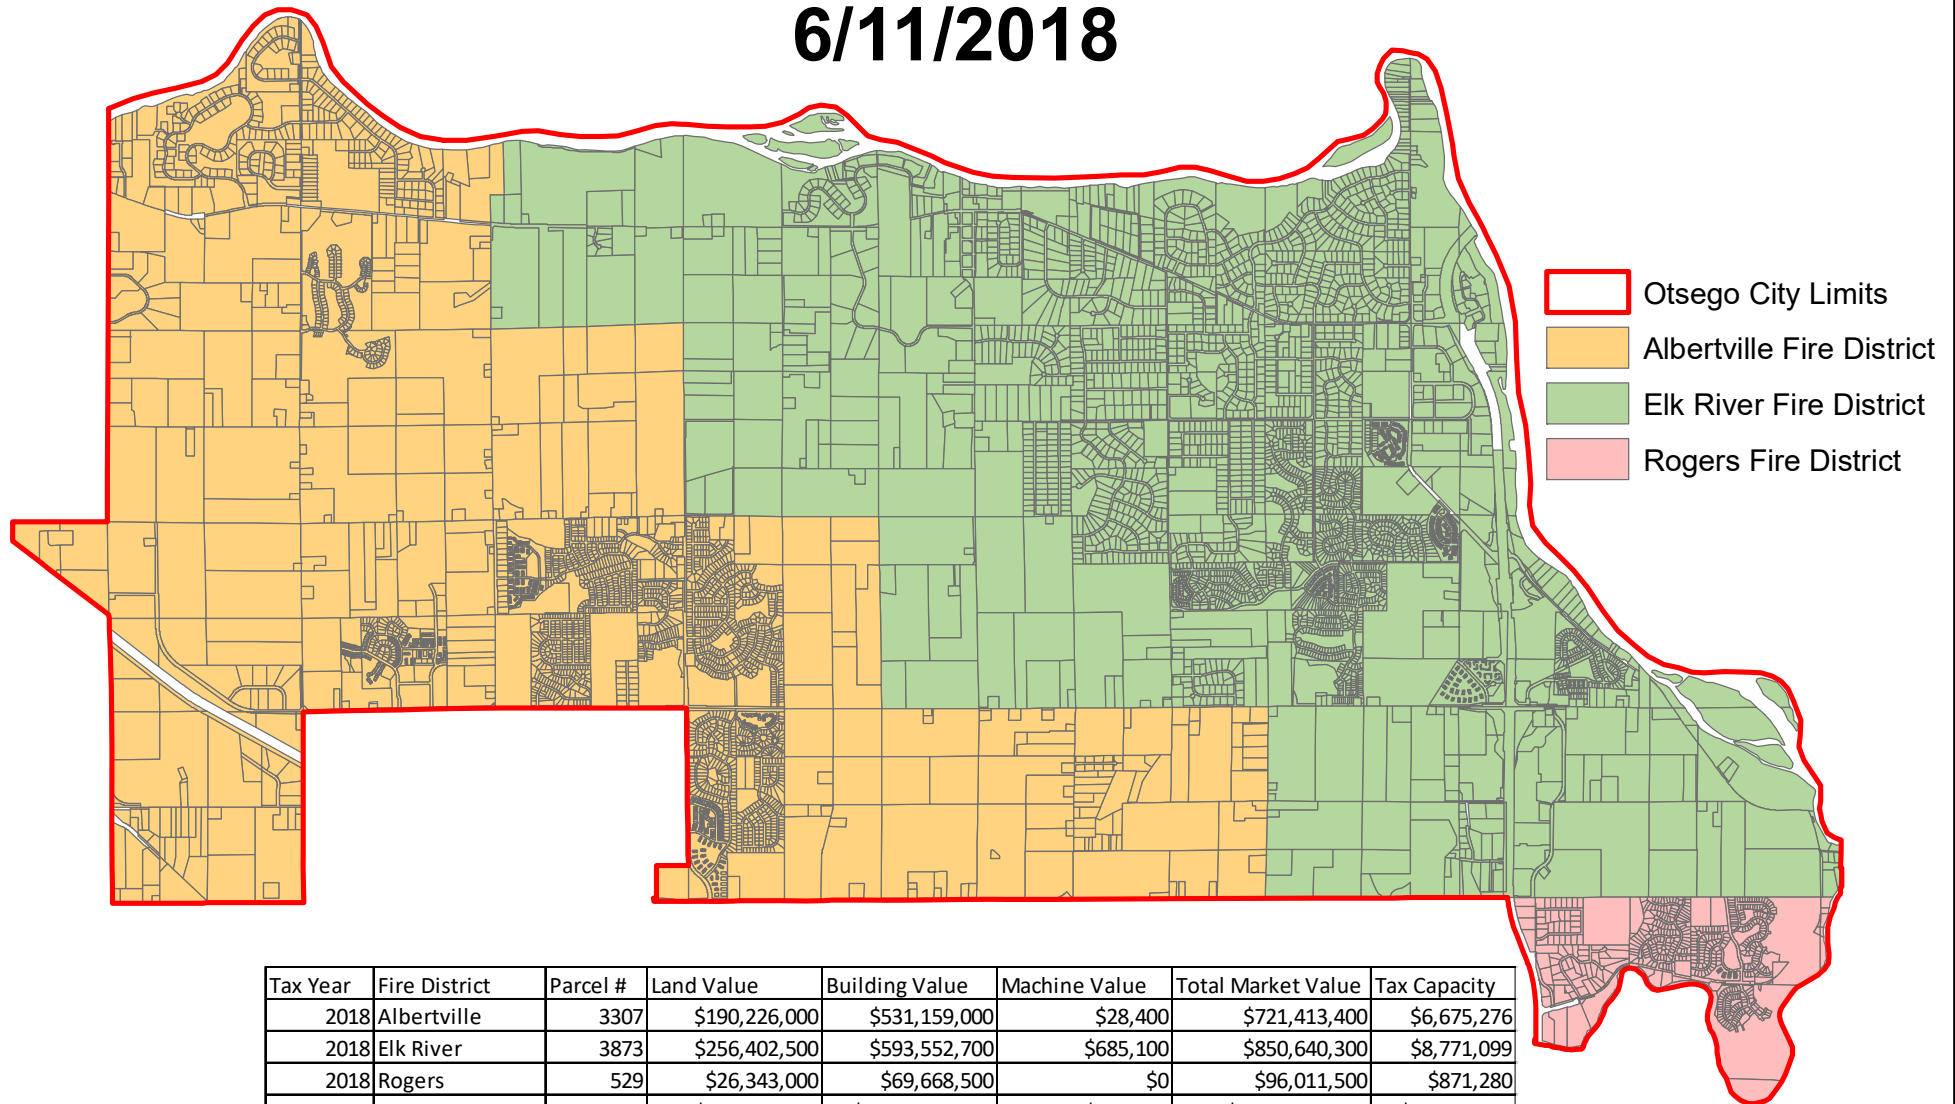 6/11/2018
Otsego City Limits
Albertville Fire District
Elk River Fire District
Rogers Fire District
Tax Year Fire District Parcel # Land Value Building Value Machine Value Total Market Value Tax Capacity
2018 Albertville 3307 $190,226,000 $531,159,000 $28,400 $721,413,400 $6,675,276
2018 Elk River 3873 $256,402,500 $593,552,700 $685,100 $850,640,300 $8,771,099
2018 Rogers 529 $26,343,000 $69,668,500 $0 $96,011,500 $871,280